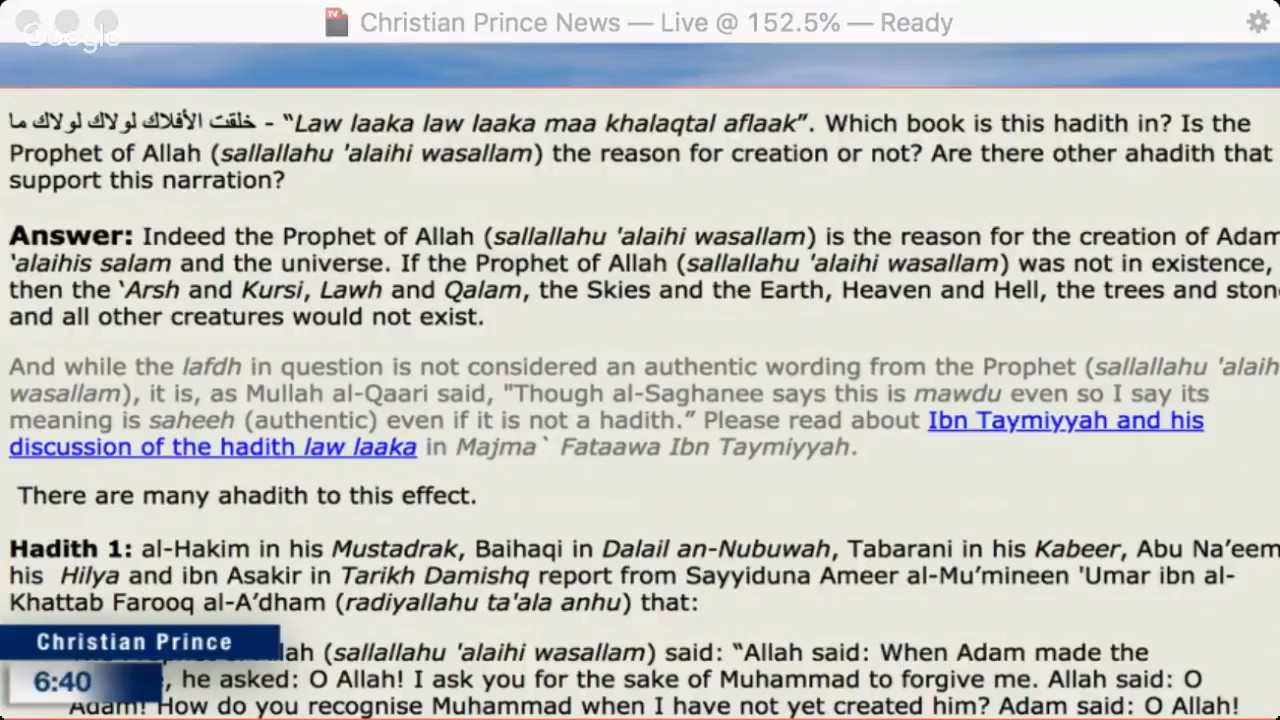 Christian Prince News — Live @ 152.5% — Ready
Google
خلقت الأفلاك لولاك لولاك ما - “Law laaka law laaka maa khalaqtal aflaak”. Which book is this hadith in? Is the
Prophet of Allah (sallallahu 'alaihi wasallam) the reason for creation or not? Are there other ahadith that
support this narration?
Answer: Indeed the Prophet of Allah (sallallahu 'alaihi wasallam) is the reason for the creation of Adam
‘alaihis salam and the universe. If the Prophet of Allah (sallallahu 'alaihi wasallam) was not in existence,
then the ‘Arsh and Kursi, Lawh and Qalam, the Skies and the Earth, Heaven and Hell, the trees and ston
and all other creatures would not exist.
And while the lafdh in question is not considered an authentic wording from the Prophet (sallallahu 'alaih
wasallam), it is, as Mullah al-Qaari said, "Though al-Saghanee says this is mawdu even so I say its
meaning is saheeh (authentic) even if it is not a hadith.” Please read about Ibn Taymiyyah and his
discussion of the hadith law laaka in Majma` Fataawa Ibn Taymiyyah.
There are many ahadith to this effect.
Hadith 1: al-Hakim in his Mustadrak, Baihaqi in Dalail an-Nubuwah, Tabarani in his Kabeer, Abu Na’eem
his Hilya and ibn Asakir in Tarikh Damishq report from Sayyiduna Ameer al-Mu’mineen 'Umar ibn al-
Khattab Farooq al-A’dham (radiyallahu ta'ala anhu) that:
Christian Prince
lah (sallallahu 'alaihi wasallam) said: “Allah said: When Adam made the
6:40
, he asked: O Allah! I ask you for the sake of Muhammad to forgive me. Allah said: O
Adam! How do you recognise Muhammad when I have not yet created him? Adam said: O Allah!